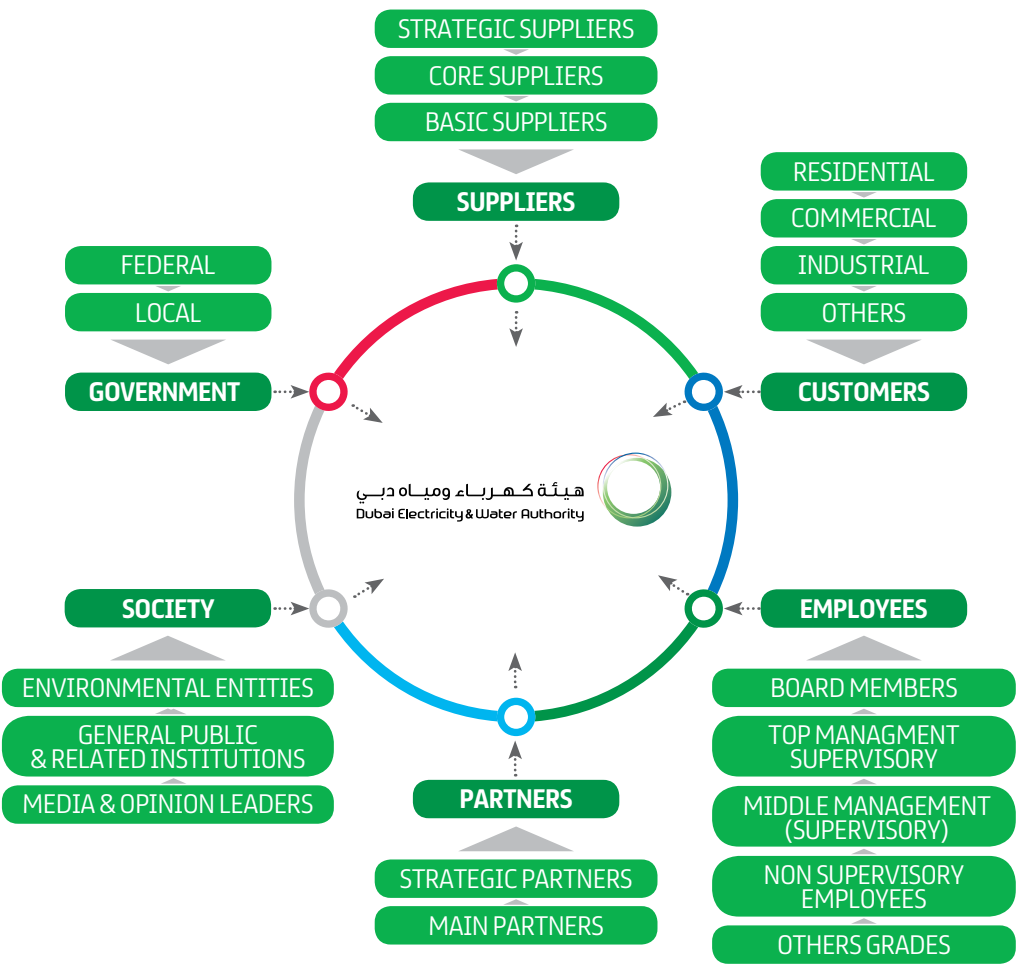 STRATEGIC SUPPLIERS
CORE SUPPLIERS
BASIC SUPPLIERS
SUPPLIERS
RESIDENTIAL
COMMERCIAL
INDUSTRIAL
OTHERS
CUSTOMERS
FEDERAL
LOCAL
GOVERNMENT
هيئة كهرباء ومياه دبي
Dubai Electricity & Water Authority
SOCIETY
ENVIRONMENTAL ENTITIES
GENERAL PUBLIC
& RELATED INSTITUTIONS
MEDIA & OPINION LEADERS
PARTNERS
STRATEGIC PARTNERS
MAIN PARTNERS
EMPLOYEES
BOARD MEMBERS
TOP MANAGMENT
SUPERVISORY
MIDDLE MANAGEMENT
(SUPERVISORY)
NON SUPERVISORY
EMPLOYEES
OTHERS GRADES